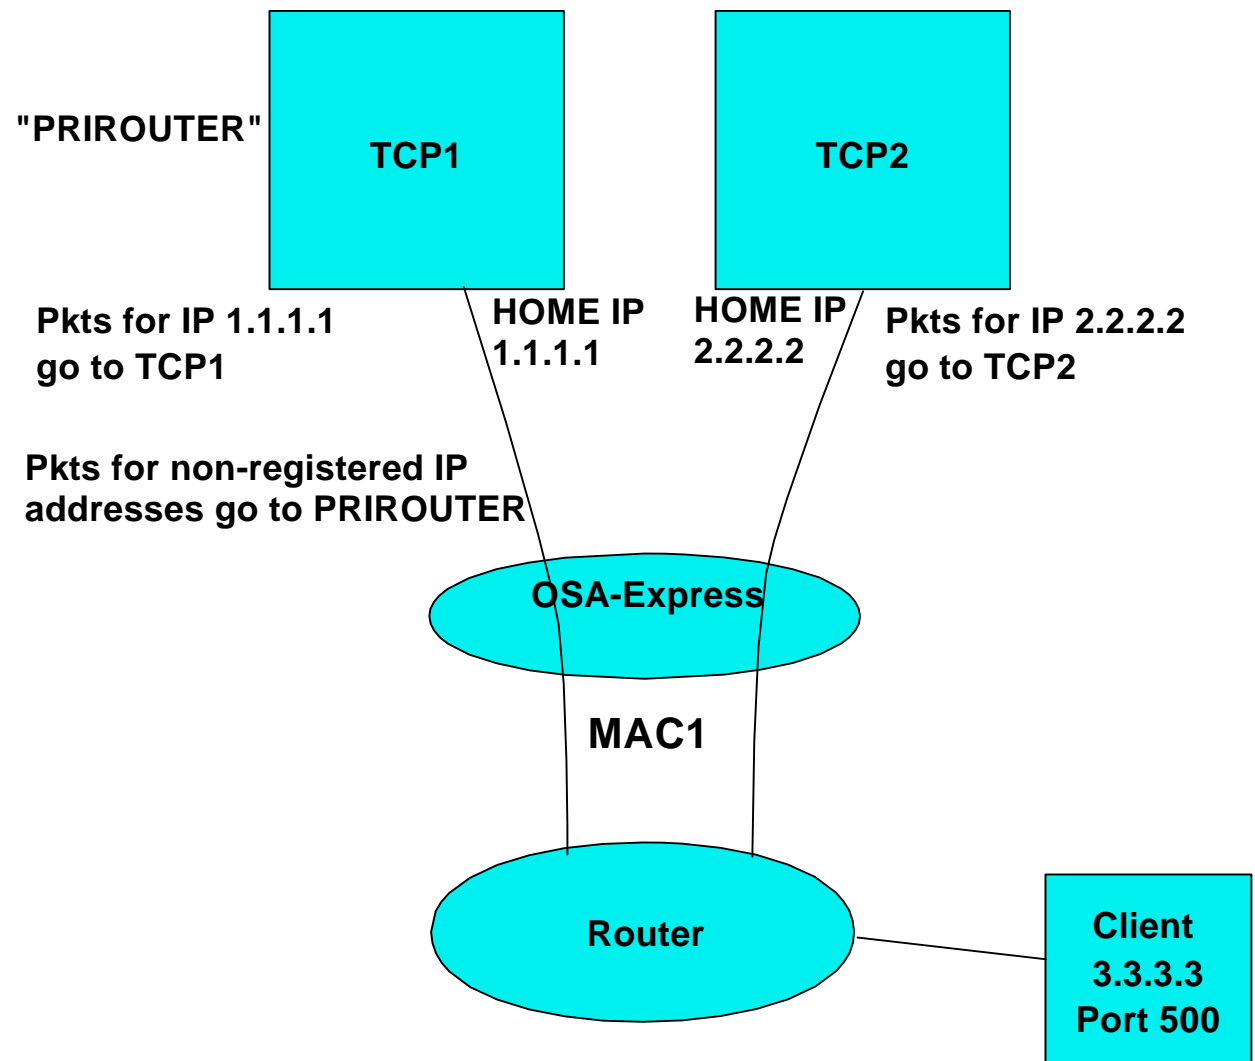 "PRIROUTER"
TCP1
TCP2
Pkts for IP 1.1.1.1
go to TCP1
HOME IP
1.1.1.1
HOME IP
2.2.2.2
Pkts for IP 2.2.2.2
go to TCP2
Pkts for non-registered IP
addresses go to PRIROUTER
OSA-Express
MAC1
Router
Client
3.3.3.3
Port 500